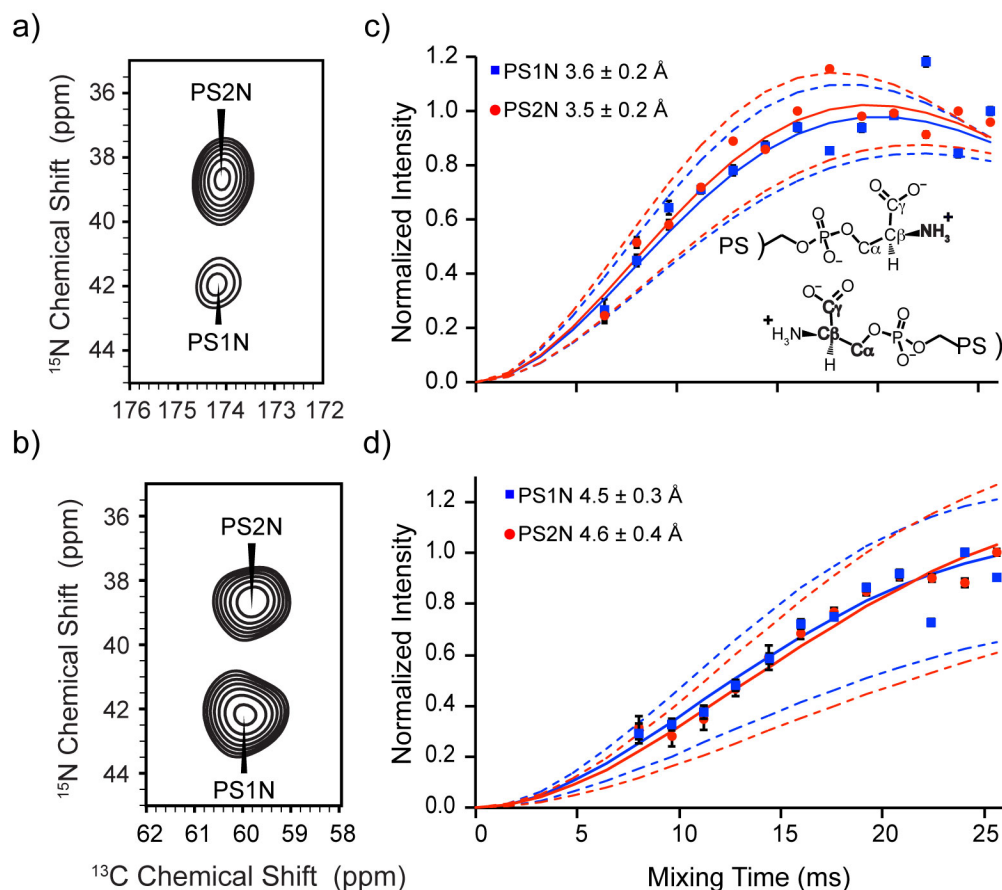 a)
15N Chemical Shift (ppm)
36
38
40
42
44
PS2N
PS1N
176 175 174 173 172
b)
15N Chemical Shift (ppm)
36
38
40
42
44
PS2N
PS1N
62 61 60 59 58
13C Chemical Shift (ppm)
c)
Normalized Intensity
1.2
1.0
0.8
0.6
0.4
0.2
0.0
PS1N 3.6 ± 0.2 Å
PS2N 3.5 ± 0.2 Å
O O−
Cγ
O
PS ) O P O Cα Cβ NH3 +
O−
H
O− O
Cγ
+ H3N Cβ Cα O P O PS )
O
O−
H
d)
Normalized Intensity
1.2
1.0
0.8
0.6
0.4
0.2
0.0
PS1N 4.5 ± 0.3 Å
PS2N 4.6 ± 0.4 Å
0 5 10 15 20 25
Mixing Time (ms)